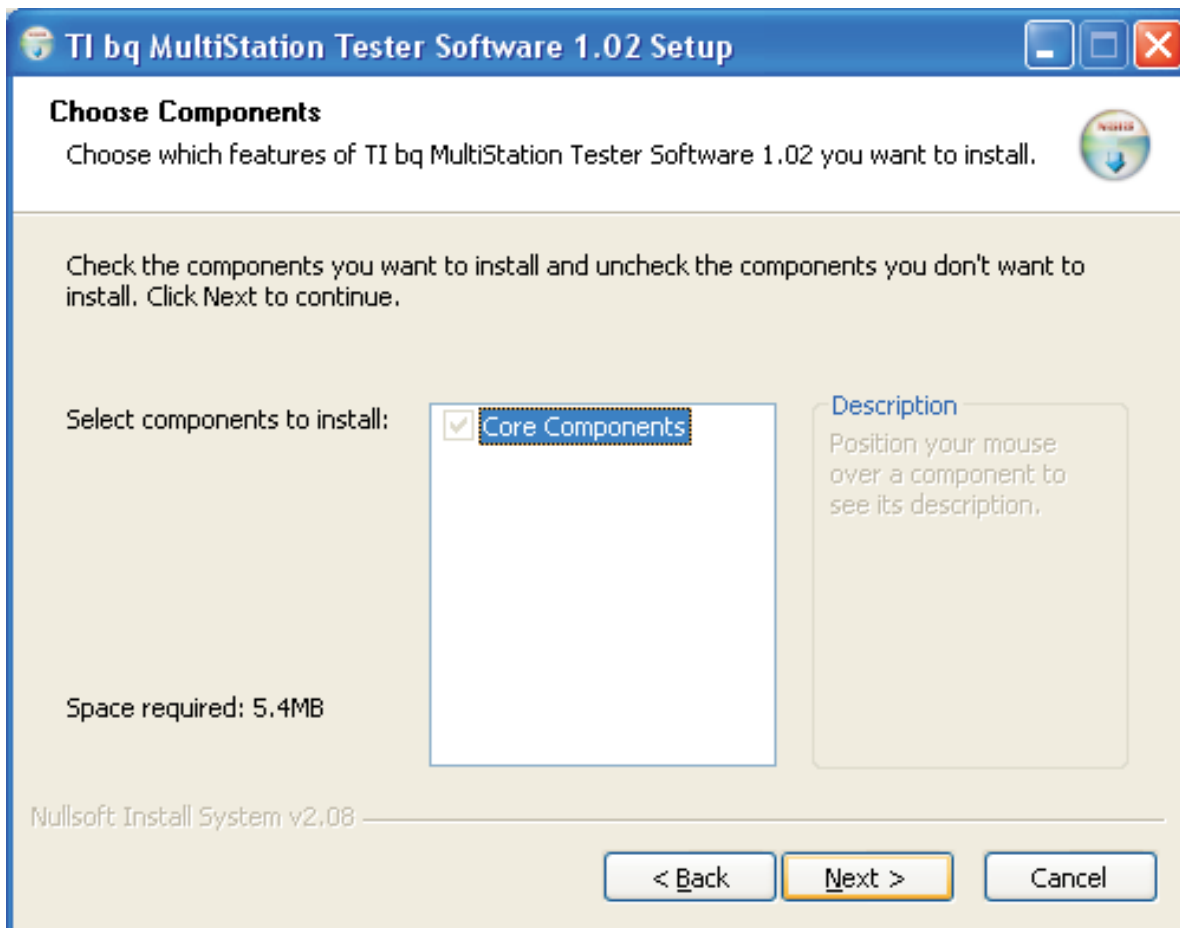 TI bq MultiStation Tester Software 1.02 Setup
Choose Components
Choose which features of TI bq MultiStation Tester Software 1.02 you want to install.
Check the components you want to install and uncheck the components you don't want to
install. Click Next to continue.
Select components to install:
Core Components
Description
Position your mouse
over a component to
see its description.
Space required: 5.4MB
Nullsoft Install System v2.08
< Back
Next >
Cancel